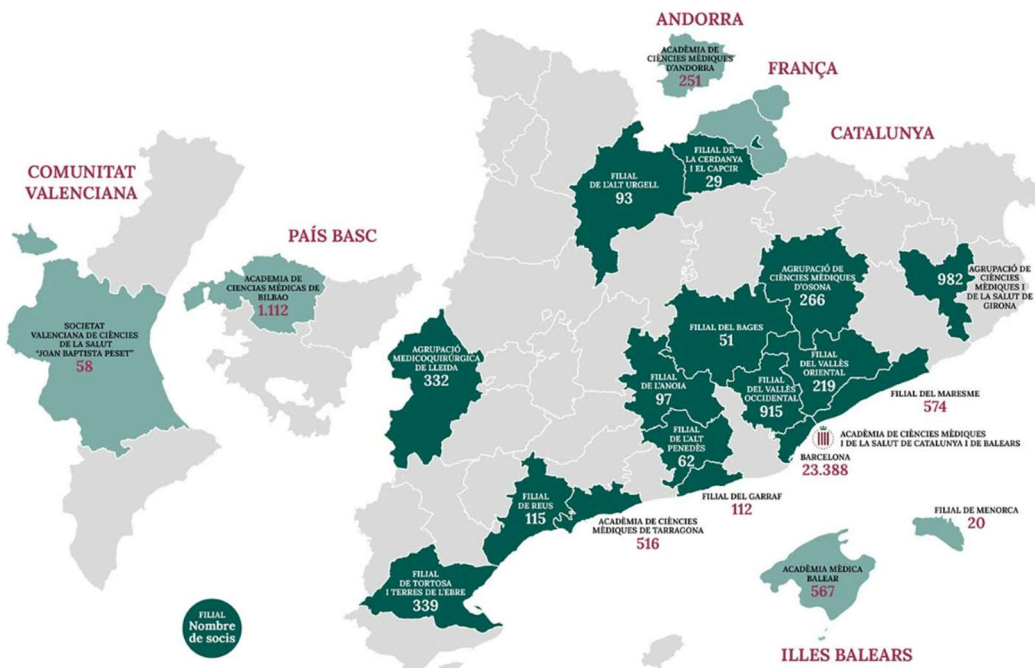 ANDORRA
ACADÈMIA DE
CIÈNCIES MÈDIQUES
D'ANDORRA
251
FRANÇA
CATALUNYA
COMUNITAT
VALENCIANA
PAÍS BASC
FILIAL DE
LA CERDANYA
I EL CAPCIR
29
FILIAL
DE L'ALT URGELL
93
ACADEMIA DE
CIENCIAS MÉDICAS DE
BILBAO
1.112
SOCIETAT
VALENCIANA DE CIÈNCIES
DE LA SALUT
"JOAN BAPTISTA PESET"
58
AGRUPACIÓ
MEDICOQUIRÚRGICA
DE LLEIDA
332
AGRUPACIÓ DE
CIÈNCIES MÈDIQUES
D'OSONA
266
982
AGRUPACIÓ DE
CIÈNCIES
MÈDIQUES I
DE LA SALUT DE
GIRONA
FILIAL DEL BAGES
51
FILIAL
DE L'ANOIA
97
FILIAL
DEL VALLÈS
ORIENTAL
219
FILIAL
DEL VALLÈS
OCCIDENTAL
915
FILIAL DEL MARESME
574
FILIAL
DE L'ALT
PENEDÈS
62
ACADÈMIA DE CIÈNCIES MÈDIQUES
I DE LA SALUT DE CATALUNYA I DE BALEARS
BARCELONA
23.388
FILIAL DEL GARRAF
112
FILIAL
DE REUS
115
ACADÈMIA DE CIÈNCIES
MÈDIQUES DE TARRAGONA
516
FILIAL
DE TORTOSA
I TERRES DE L'EBRE
339
FILIAL DE MENORCA
20
ACADÈMIA MÈDICA
BALEAR
567
ILLES BALEARS
FILIAL
Nombre
de socis